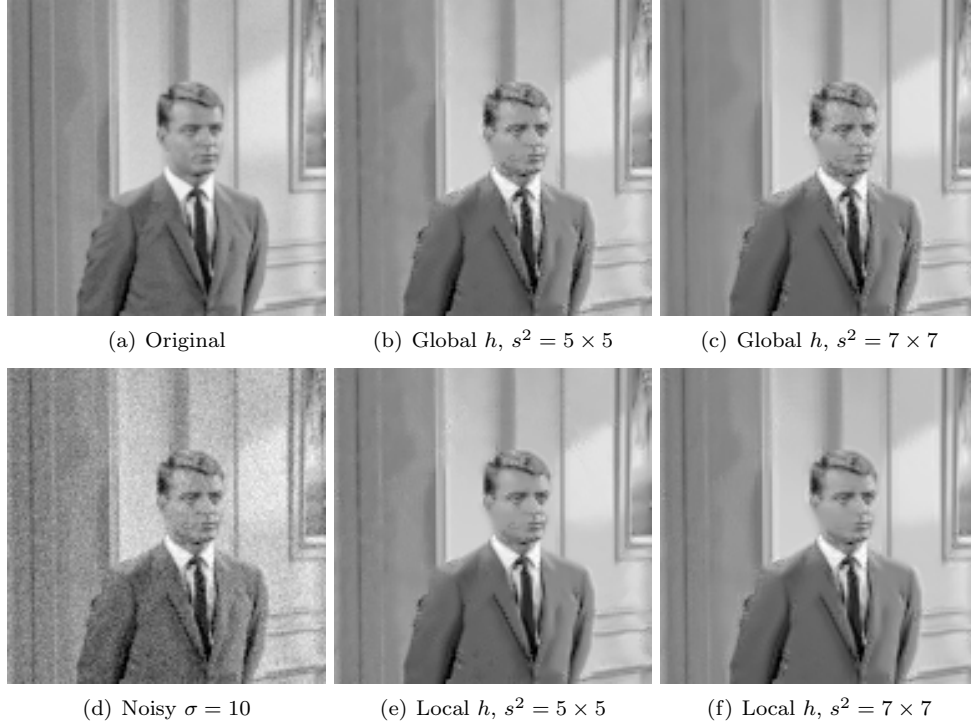 (a) Original
(b) Global h, s² = 5 × 5
(c) Global h, s² = 7 × 7
(d) Noisy σ = 10
(e) Local h, s² = 5 × 5
(f) Local h, s² = 7 × 7